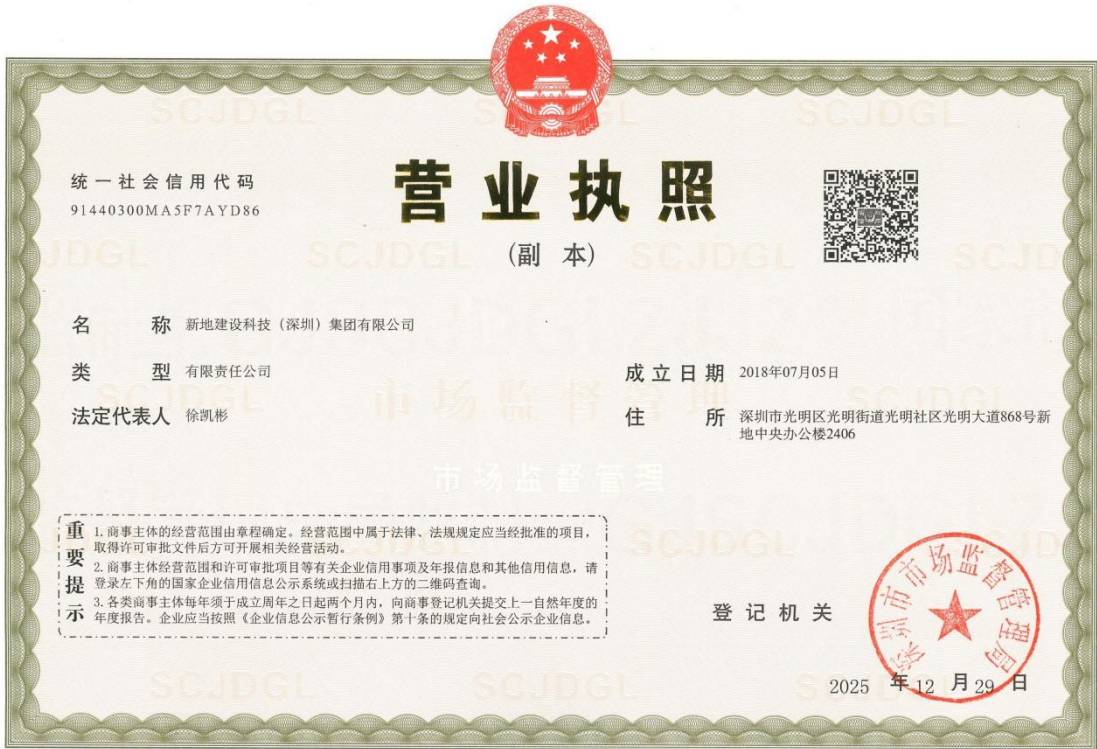 统一社会信用代码
91440300MA5F7AYD86
营业执照
(副 本)
名 称 新地建设科技（深圳）集团有限公司
类 型 有限责任公司
成立日期 2018年07月05日
法定代表人 徐凯彬
住 所 深圳市光明区光明街道光明社区光明大道868号新
地中央办公楼2406
市场监督管理
市场监督管理
重要提示
1. 商事主体的经营范围由章程确定。经营范围中属于法律、法规规定应当经批准的项目，
取得许可审批文件后方可开展相关经营活动。
2. 商事主体经营范围和许可审批项目等有关企业信用事项及年报信息和其他信用信息，请
登录左下角的国家企业信用信息公示系统或扫描右上方的二维码查询。
3. 各类商事主体每年须于成立周年之日起两个月内，向商事登记机关提交上一自然年度的
年度报告。企业应当按照《企业信息公示暂行条例》第十条的规定向社会公示企业信息。
登记机关
深圳市市场监督管理局
2025 年 12 月 29 日
SCJDGL